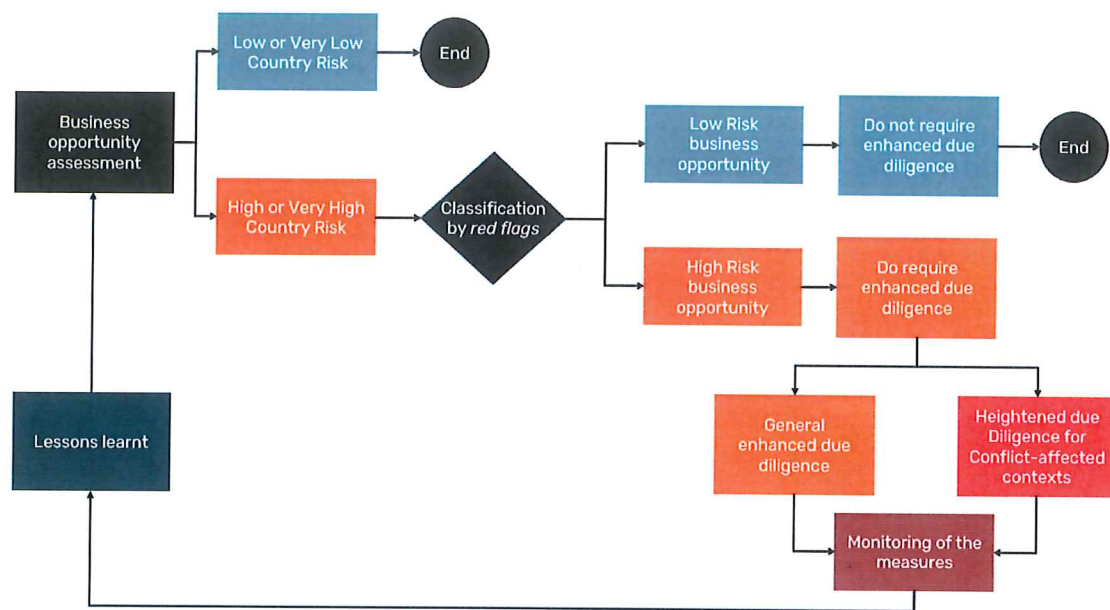 Low or Very Low
Country Risk
End
Business
opportunity
assessment
Low Risk
business
opportunity
Do not require
enhanced due
diligence
End
High or Very High
Country Risk
Classification
by red flags
High Risk
business
opportunity
Do require
enhanced due
diligence
Lessons learnt
General
enhanced due
diligence
Heightened due
Diligence for
Conflict-affected
contexts
Monitoring of the
measures